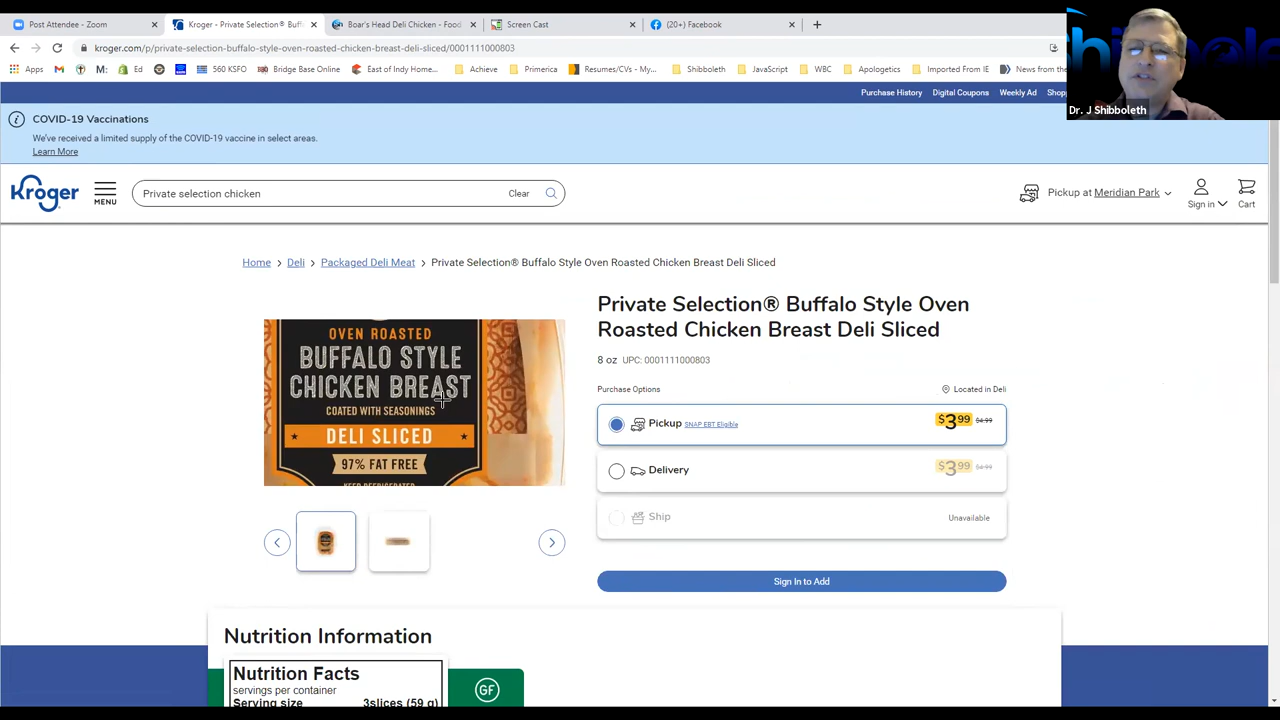 Post Attendee - Zoom
Kroger - Private Selection® Buff
Boar's Head Deli Chicken - Food
Screen Cast
(20+) Facebook
kroger.com/p/private-selection-buffalo-style-oven-roasted-chicken-breast-deli-sliced/0001111000803
Apps
M:
Ed
560 KSFO
Bridge Base Online
East of Indy Home...
Achieve
Primerica
Resumes/CVs - My...
Shibboleth
JavaScript
WBC
Apologetics
Imported From IE
News from the
Dr. J Shibboleth
Purchase History
Digital Coupons
Weekly Ad
COVID-19 Vaccinations
We've received a limited supply of the COVID-19 vaccine in select areas.
Learn More
Kroger
MENU
Private selection chicken
Clear
Pickup at Meridian Park
Sign in
Cart
Home > Deli > Packaged Deli Meat > Private Selection® Buffalo Style Oven Roasted Chicken Breast Deli Sliced
OVEN ROASTED
BUFFALO STYLE
CHICKEN BREAST
COATED WITH SEASONINGS
DELI SLICED
97% FAT FREE
KEEP REFRIGERATED
Private Selection® Buffalo Style Oven
Roasted Chicken Breast Deli Sliced
8 oz UPC: 0001111000803
Purchase Options
Located in Deli
Pickup SNAP EBT Eligible
$3.99 $4.99
Delivery
$3.99 $4.99
Ship
Unavailable
Sign In to Add
Nutrition Information
Nutrition Facts
servings per container
Serving size 3slices (59 g)
GF